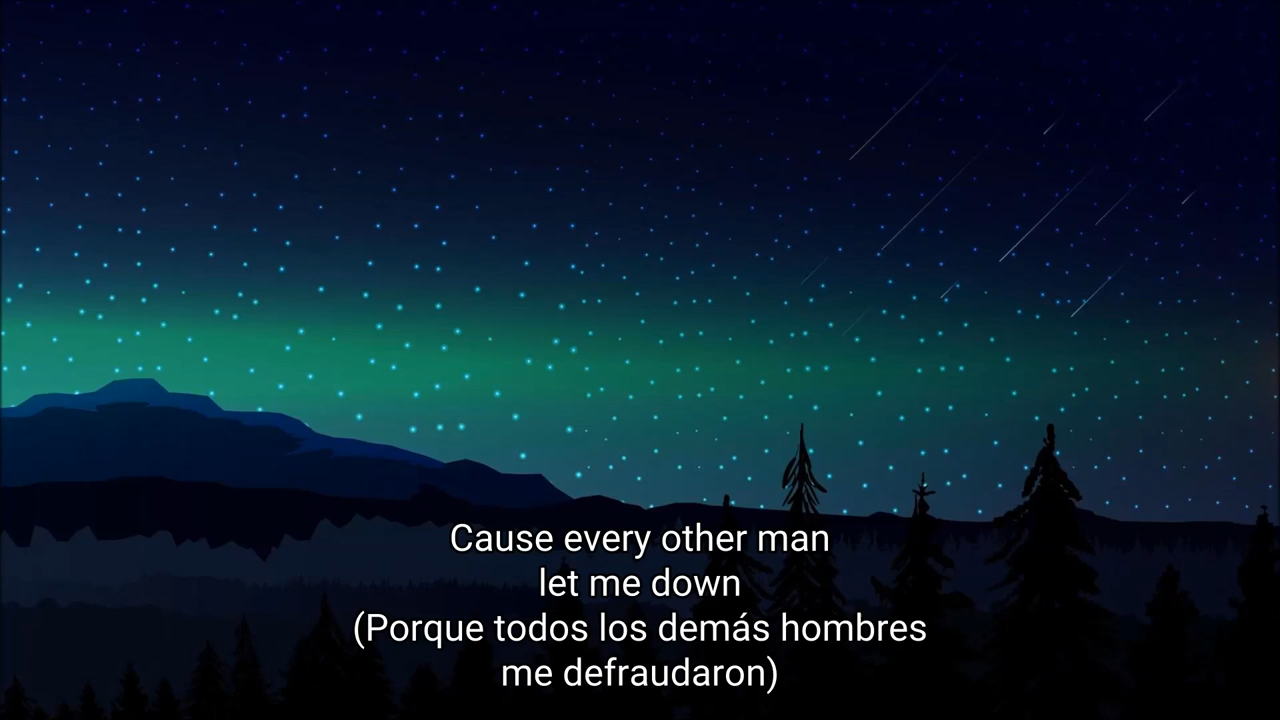 Cause every other man
let me down
(Porque todos los demás hombres
me defraudaron)